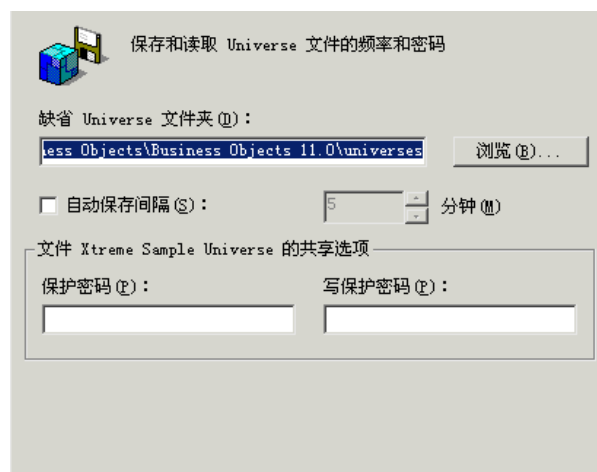 保存和读取 Universe 文件的频率和密码
缺省 Universe 文件夹(D)：
ess Objects\Business Objects 11.0\universes
浏览(B)...
自动保存间隔(S)：
5
分钟(M)
文件 Xtreme Sample Universe 的共享选项
保护密码(P)：
写保护密码(P)：